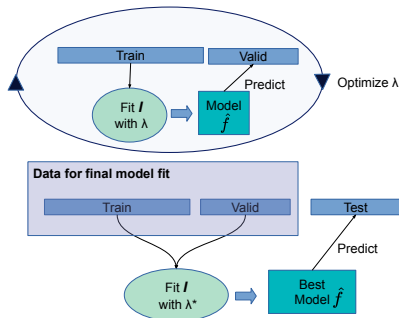 Train
Valid
Predict
Optimize λ
Fit I
with λ
Model
f̂
Data for final model fit
Train
Valid
Test
Predict
Fit I
with λ*
Best
Model f̂